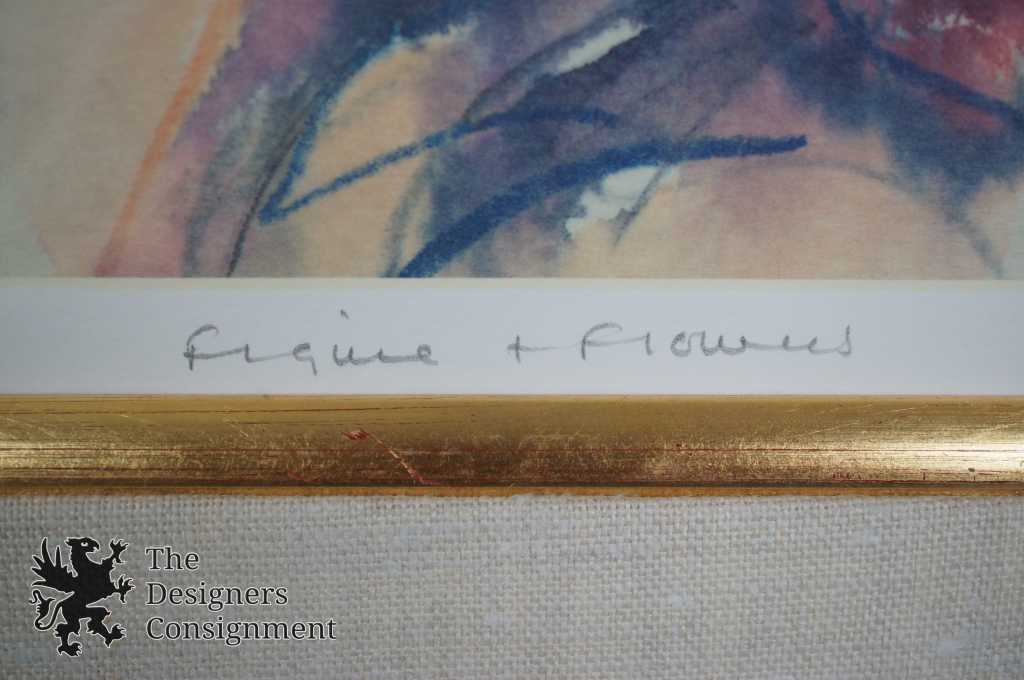 Figure + Flowers
The
Designers
Consignment